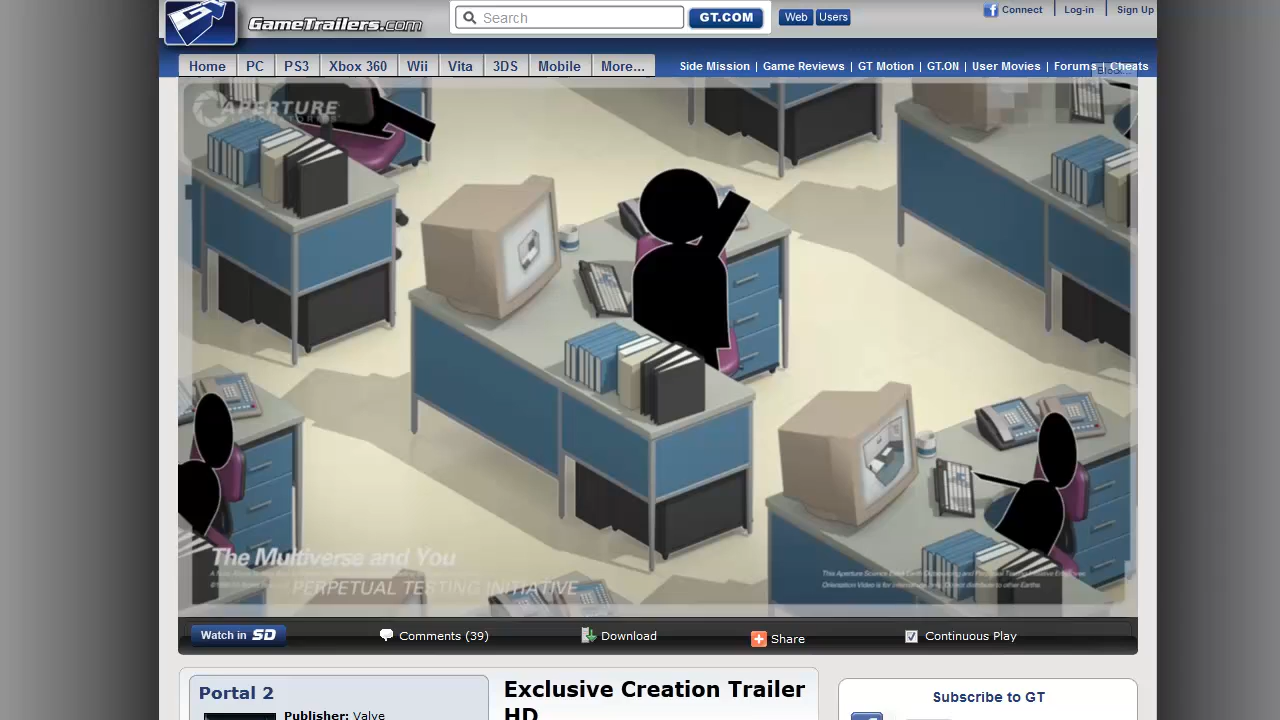 GameTrailers.com
Search
GT.COM
Web
Users
Connect
Log-in
Sign Up
Home
PC
PS3
Xbox 360
Wii
Vita
3DS
Mobile
More...
Side Mission | Game Reviews | GT Motion | GT.ON | User Movies | Forums | Cheats
APERTURE
LABORATORIES
The Multiverse and You
PERPETUAL TESTING INITIATIVE
Watch in SD
Comments (39)
Download
Share
Continuous Play
Portal 2
Publisher: Valve
Exclusive Creation Trailer
HD
Subscribe to GT